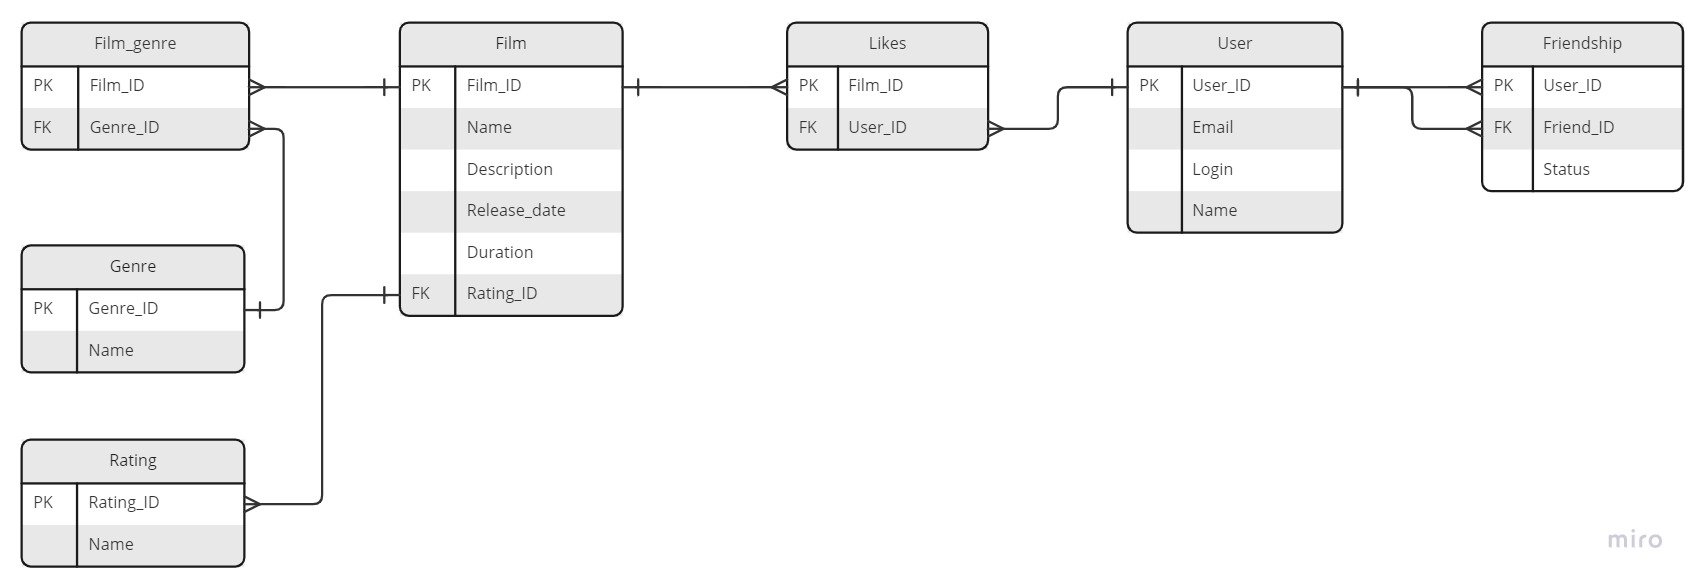 Film_genre
PK Film_ID
FK Genre_ID
Genre
PK Genre_ID
Name
Rating
PK Rating_ID
Name
Film
PK Film_ID
Name
Description
Release_date
Duration
FK Rating_ID
Likes
PK Film_ID
FK User_ID
User
PK User_ID
Email
Login
Name
Friendship
PK User_ID
FK Friend_ID
Status
miro